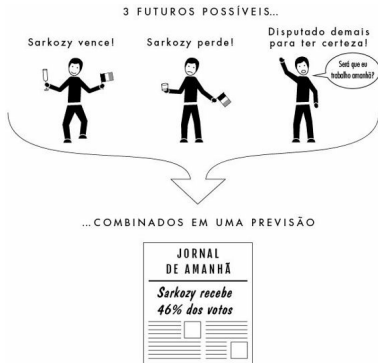 3 FUTUROS POSSÍVEIS...
Sarkozy vence!
Sarkozy perde!
Disputado demais
para ter certeza!
Será que eu
trabalho amanhã?
...COMBINADOS EM UMA PREVISÃO
JORNAL
DE AMANHÃ
Sarkozy recebe
46% dos votos